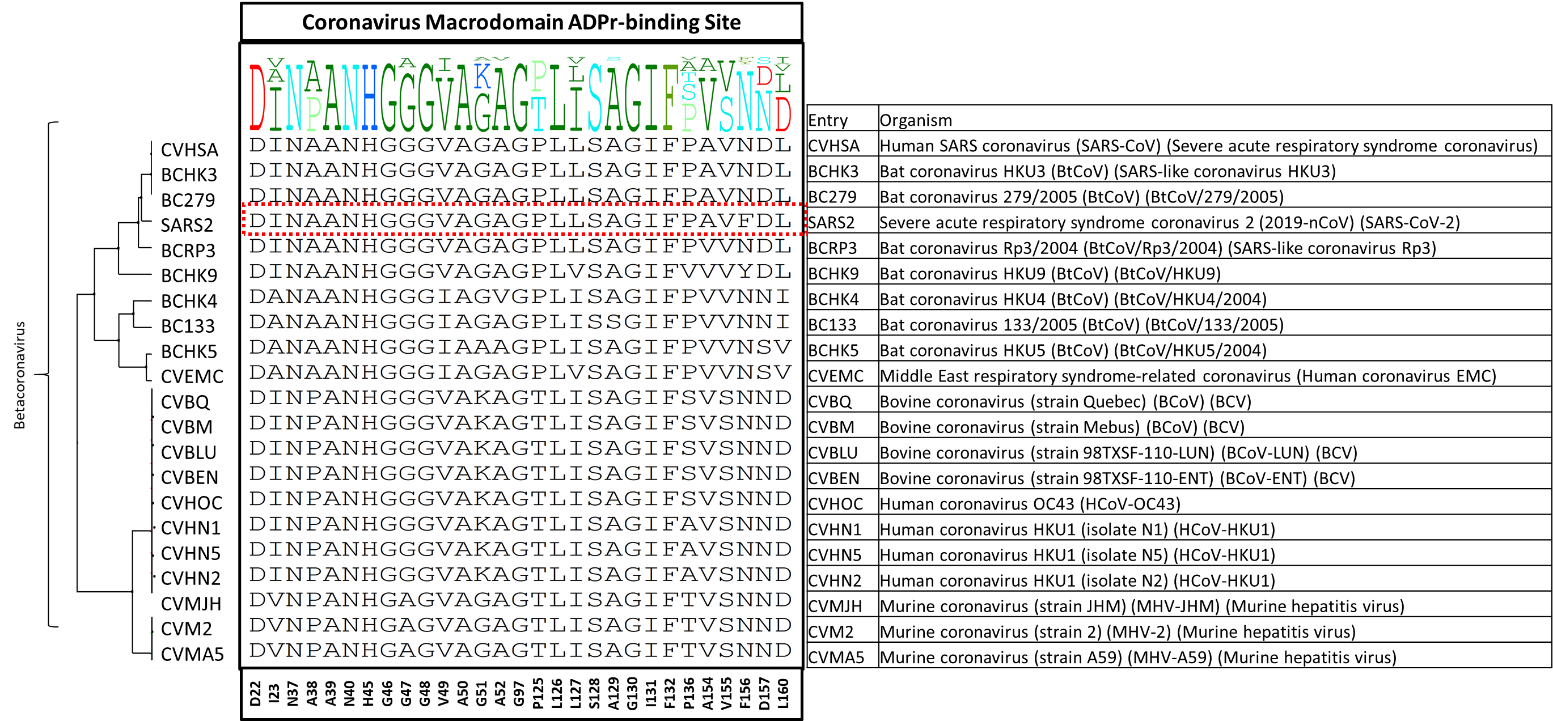 Coronavirus Macrodomain ADPr-binding Site
Betacoronavirus
Entry Organism
CVHSA DINAANHGGGVAGAGPLLSAGIFPAVNDL CVHSA Human SARS coronavirus (SARS-CoV) (Severe acute respiratory syndrome coronavirus)
BCHK3 DINAANHGGGVAGAGPLLSAGIFPAVNDL BCHK3 Bat coronavirus HKU3 (BtCoV) (SARS-like coronavirus HKU3)
BC279 DINAANHGGGVAGAGPLLSAGIFPAVNDL BC279 Bat coronavirus 279/2005 (BtCoV) (BtCoV/279/2005)
SARS2 DINAANHGGGVAGAGPLLSAGIFPAVFDL SARS2 Severe acute respiratory syndrome coronavirus 2 (2019-nCoV) (SARS-CoV-2)
BCRP3 DINAANHGGGVAGAGPLLSAGIFPVVNDL BCRP3 Bat coronavirus Rp3/2004 (BtCoV/Rp3/2004) (SARS-like coronavirus Rp3)
BCHK9 DINAANHGGGVAGAGPLVSAGIFVVVYDL BCHK9 Bat coronavirus HKU9 (BtCoV) (BtCoV/HKU9)
BCHK4 DANAANHGGGIAGVGPLISAGIFPVVNNI BCHK4 Bat coronavirus HKU4 (BtCoV) (BtCoV/HKU4/2004)
BC133 DANAANHGGGIAGAGPLISSGIFPVVNNI BC133 Bat coronavirus 133/2005 (BtCoV) (BtCoV/133/2005)
BCHK5 DANAANHGGGIAAAGPLISAGIFPVVNSV BCHK5 Bat coronavirus HKU5 (BtCoV) (BtCoV/HKU5/2004)
CVEMC DANAANHGGGIAGAGPLVSAGIFPVVNSV CVEMC Middle East respiratory syndrome-related coronavirus (Human coronavirus EMC)
CVBQ DINPANHGGGVAKAGTLISAGIFSVSNND CVBQ Bovine coronavirus (strain Quebec) (BCoV) (BCV)
CVBM DINPANHGGGVAKAGTLISAGIFSVSNND CVBM Bovine coronavirus (strain Mebus) (BCoV) (BCV)
CVBLU DINPANHGGGVAKAGTLISAGIFSVSNND CVBLU Bovine coronavirus (strain 98TXSF-110-LUN) (BCoV-LUN) (BCV)
CVBEN DINPANHGGGVAKAGTLISAGIFSVSNND CVBEN Bovine coronavirus (strain 98TXSF-110-ENT) (BCoV-ENT) (BCV)
CVHOC DINPANHGGGVAKAGTLISAGIFSVSNND CVHOC Human coronavirus OC43 (HCoV-OC43)
CVHN1 DINPANHGGGVAKAGTLISAGIFAVSNND CVHN1 Human coronavirus HKU1 (isolate N1) (HCoV-HKU1)
CVHN5 DINPANHGGGVAKAGTLISAGIFAVSNND CVHN5 Human coronavirus HKU1 (isolate N5) (HCoV-HKU1)
CVHN2 DINPANHGGGVAKAGTLISAGIFAVSNND CVHN2 Human coronavirus HKU1 (isolate N2) (HCoV-HKU1)
CVMJH DVNPANHGAGVAGAGTLISAGIFTVSNND CVMJH Murine coronavirus (strain JHM) (MHV-JHM) (Murine hepatitis virus)
CVM2 DVNPANHGAGVAGAGTLISAGIFTVSNND CVM2 Murine coronavirus (strain 2) (MHV-2) (Murine hepatitis virus)
CVMA5 DVNPANHGAGVAGAGTLISAGIFTVSNND CVMA5 Murine coronavirus (strain A59) (MHV-A59) (Murine hepatitis virus)
D22 I23 N37 A38 A39 N40 H45 G46 G47 G48 V49 A50 G51 A52 G97 P125 L126 L127 S128 A129 G130 I131 F132 P136 A154 V155 F156 D157 L160